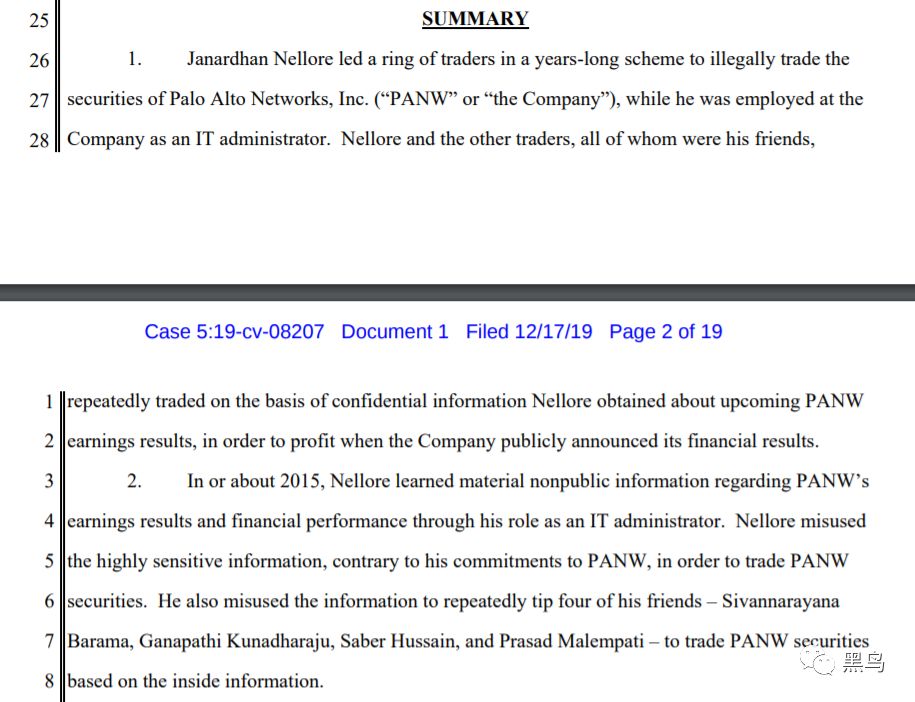 25 SUMMARY
26 1. Janardhan Nellore led a ring of traders in a years-long scheme to illegally trade the
27 securities of Palo Alto Networks, Inc. (“PANW” or “the Company”), while he was employed at the
28 Company as an IT administrator. Nellore and the other traders, all of whom were his friends,
Case 5:19-cv-08207 Document 1 Filed 12/17/19 Page 2 of 19
1 repeatedly traded on the basis of confidential information Nellore obtained about upcoming PANW
2 earnings results, in order to profit when the Company publicly announced its financial results.
3 2. In or about 2015, Nellore learned material nonpublic information regarding PANW’s
4 earnings results and financial performance through his role as an IT administrator. Nellore misused
5 the highly sensitive information, contrary to his commitments to PANW, in order to trade PANW
6 securities. He also misused the information to repeatedly tip four of his friends – Sivannarayana
7 Barama, Ganapathi Kunadharaju, Saber Hussain, and Prasad Malempati – to trade PANW securities
8 based on the inside information.
黑鸟